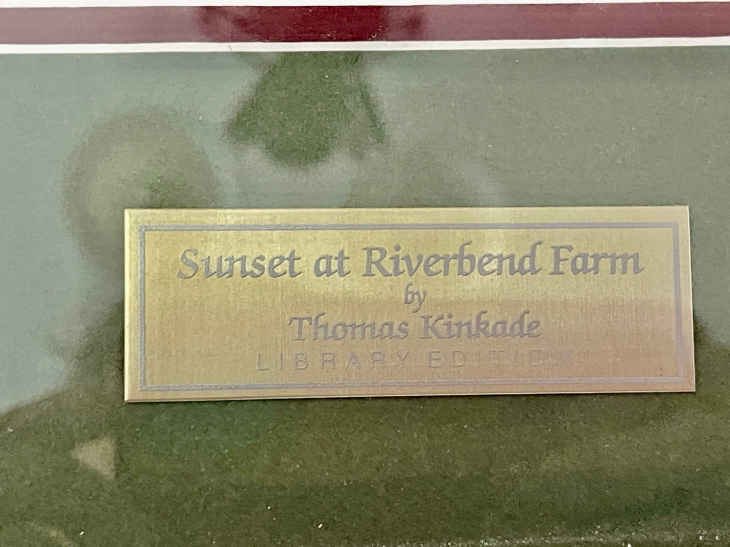 Sunset at Riverbend Farm
by
Thomas Kinkade
LIBRARY EDITION